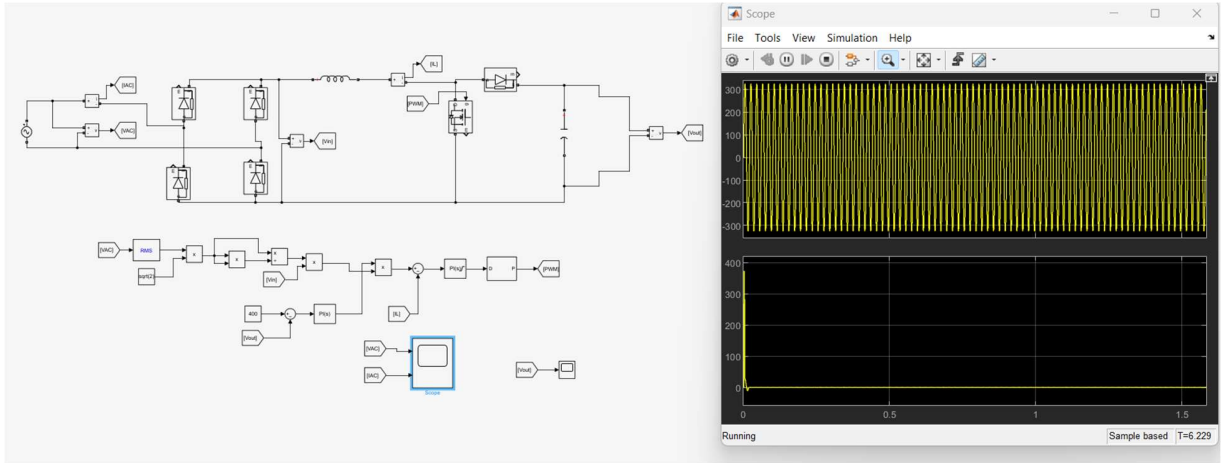 Scope
File Tools View Simulation Help
[IL]
[IAC]
[PWM]
[VAC]
[Vin]
[Vout]
300
200
100
0
-100
-200
-300
[VAC]
RMS
sqrt(2)
[Vin]
PI(s)
D P
[PWM]
400
PI(s)
[IL]
[Vout]
[VAC]
[IAC]
Scope
[Vout]
400
300
200
100
0
0 0.5 1 1.5
Running Sample based T=6.229